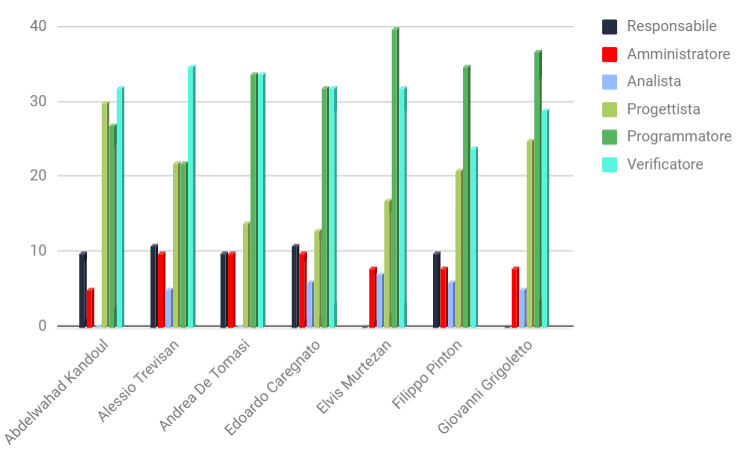 40
30
20
10
0
Abdelwahad Kandoul
Alessio Trevisan
Andrea De Tomasi
Edoardo Caregnato
Elvis Murtezan
Filippo Pinton
Giovanni Grigoletto
Responsabile
Amministratore
Analista
Progettista
Programmatore
Verificatore